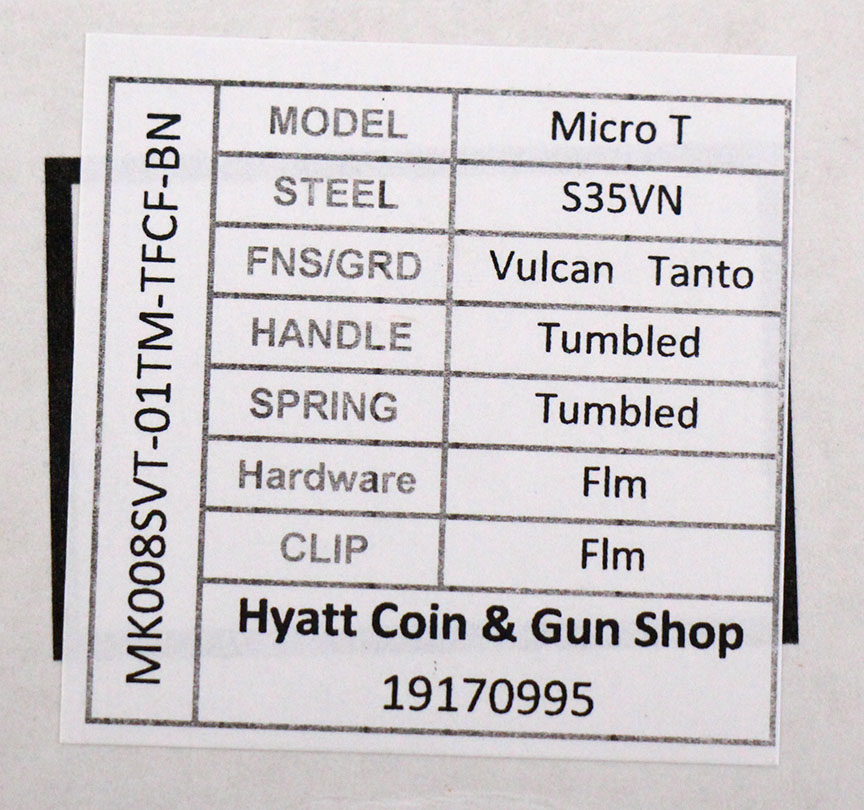 MK008SVT-01TM-TFCF-BN
MODEL Micro T
STEEL S35VN
FNS/GRD Vulcan Tanto
HANDLE Tumbled
SPRING Tumbled
Hardware Flm
CLIP Flm
Hyatt Coin & Gun Shop
19170995